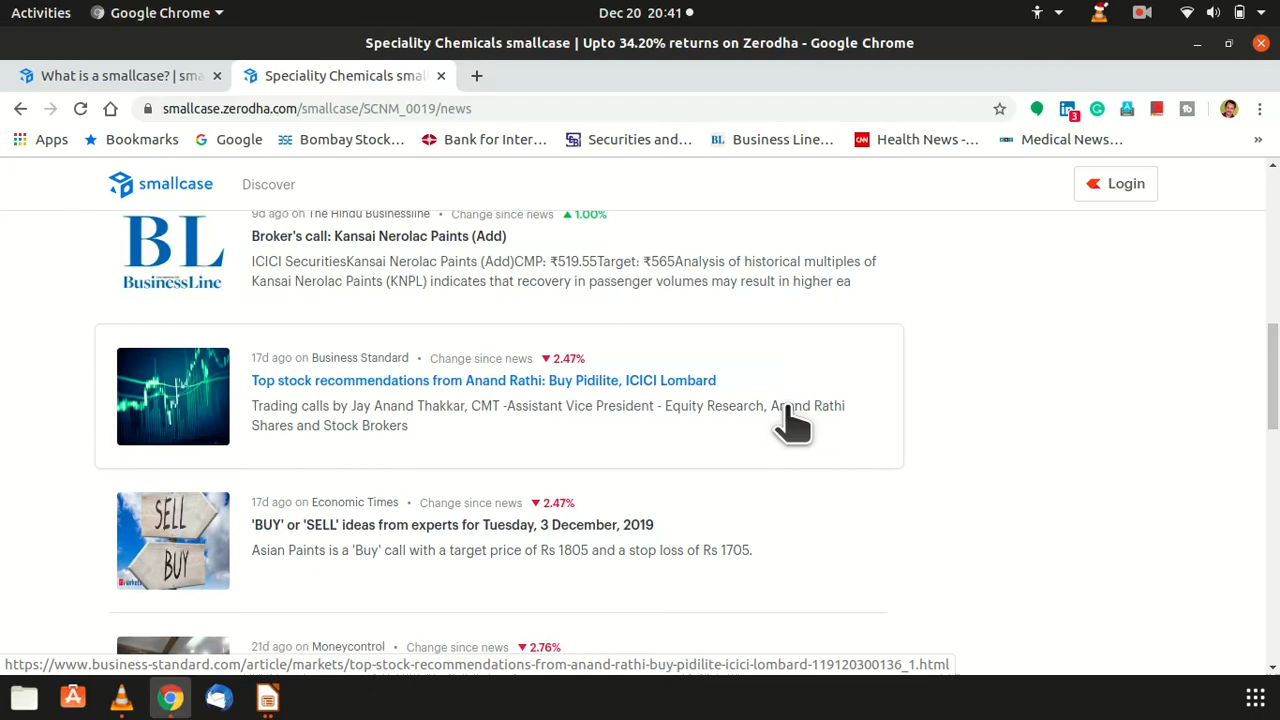 Activities
Google Chrome
Dec 20 20:41
Speciality Chemicals smallcase | Upto 34.20% returns on Zerodha - Google Chrome
What is a smallcase? | sma
Speciality Chemicals smal
smallcase.zerodha.com/smallcase/SCNM_0019/news
3
Apps
Bookmarks
Google
Bombay Stock...
Bank for Inter...
Securities and...
BL
Business Line...
CNN
Health News -...
Medical News...
»
smallcase
Discover
Login
9d ago on The Hindu Businessline • Change since news 1.00%
BL
BusinessLine
Broker's call: Kansai Nerolac Paints (Add)
ICICI SecuritiesKansai Nerolac Paints (Add)CMP: ₹519.55Target: ₹565Analysis of historical multiples of
Kansai Nerolac Paints (KNPL) indicates that recovery in passenger volumes may result in higher ea
17d ago on Business Standard • Change since news 2.47%
Top stock recommendations from Anand Rathi: Buy Pidilite, ICICI Lombard
Trading calls by Jay Anand Thakkar, CMT -Assistant Vice President - Equity Research, Anand Rathi
Shares and Stock Brokers
SELL
BUY
17d ago on Economic Times • Change since news 2.47%
'BUY' or 'SELL' ideas from experts for Tuesday, 3 December, 2019
Asian Paints is a 'Buy' call with a target price of Rs 1805 and a stop loss of Rs 1705.
21d ago on Moneycontrol • Change since news 2.76%
https://www.business-standard.com/article/markets/top-stock-recommendations-from-anand-rathi-buy-pidilite-icici-lombard-119120300136_1.html